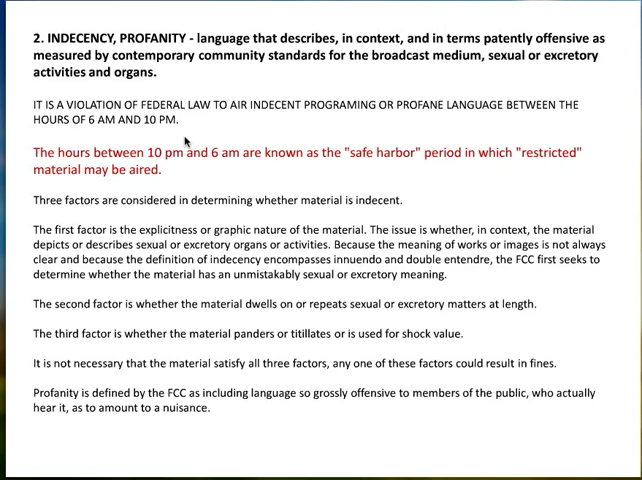 2. INDECENCY, PROFANITY - language that describes, in context, and in terms patently offensive as
measured by contemporary community standards for the broadcast medium, sexual or excretory
activities and organs.
IT IS A VIOLATION OF FEDERAL LAW TO AIR INDECENT PROGRAMING OR PROFANE LANGUAGE BETWEEN THE
HOURS OF 6 AM AND 10 PM.
The hours between 10 pm and 6 am are known as the "safe harbor" period in which "restricted"
material may be aired.
Three factors are considered in determining whether material is indecent.
The first factor is the explicitness or graphic nature of the material. The issue is whether, in context, the material
depicts or describes sexual or excretory organs or activities. Because the meaning of works or images is not always
clear and because the definition of indecency encompasses innuendo and double entendre, the FCC first seeks to
determine whether the material has an unmistakably sexual or excretory meaning.
The second factor is whether the material dwells on or repeats sexual or excretory matters at length.
The third factor is whether the material panders or titillates or is used for shock value.
It is not necessary that the material satisfy all three factors, any one of these factors could result in fines.
Profanity is defined by the FCC as including language so grossly offensive to members of the public, who actually
hear it, as to amount to a nuisance.